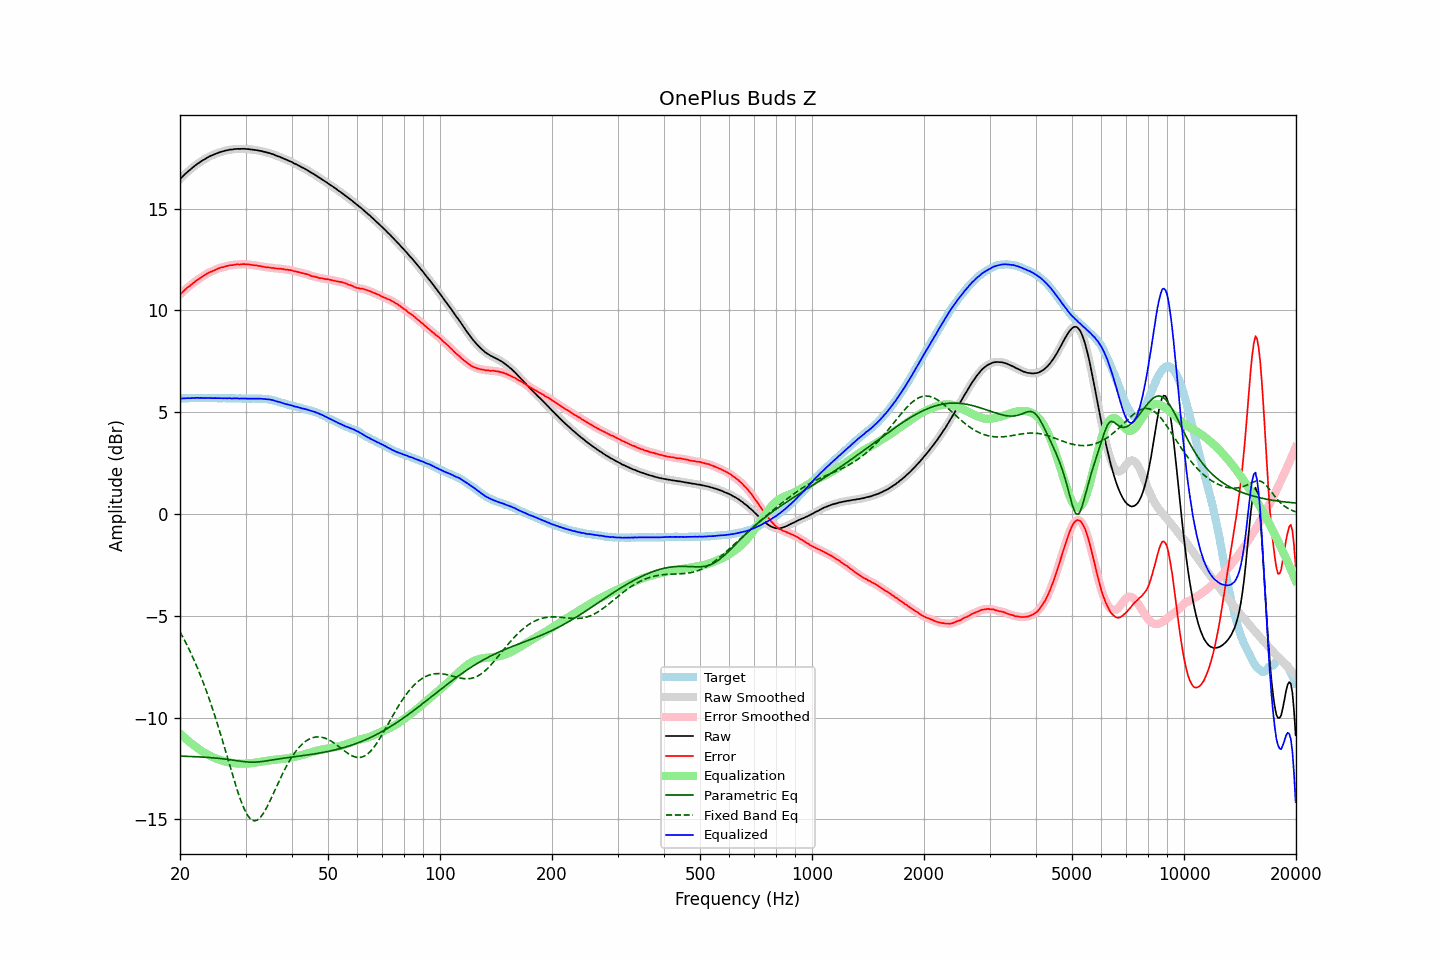 OnePlus Buds Z
Amplitude (dBr)
15
10
5
0
−5
−10
−15
Target
Raw Smoothed
Error Smoothed
Raw
Error
Equalization
Parametric Eq
Fixed Band Eq
Equalized
20 50 100 200 500 1000 2000 5000 10000 20000
Frequency (Hz)